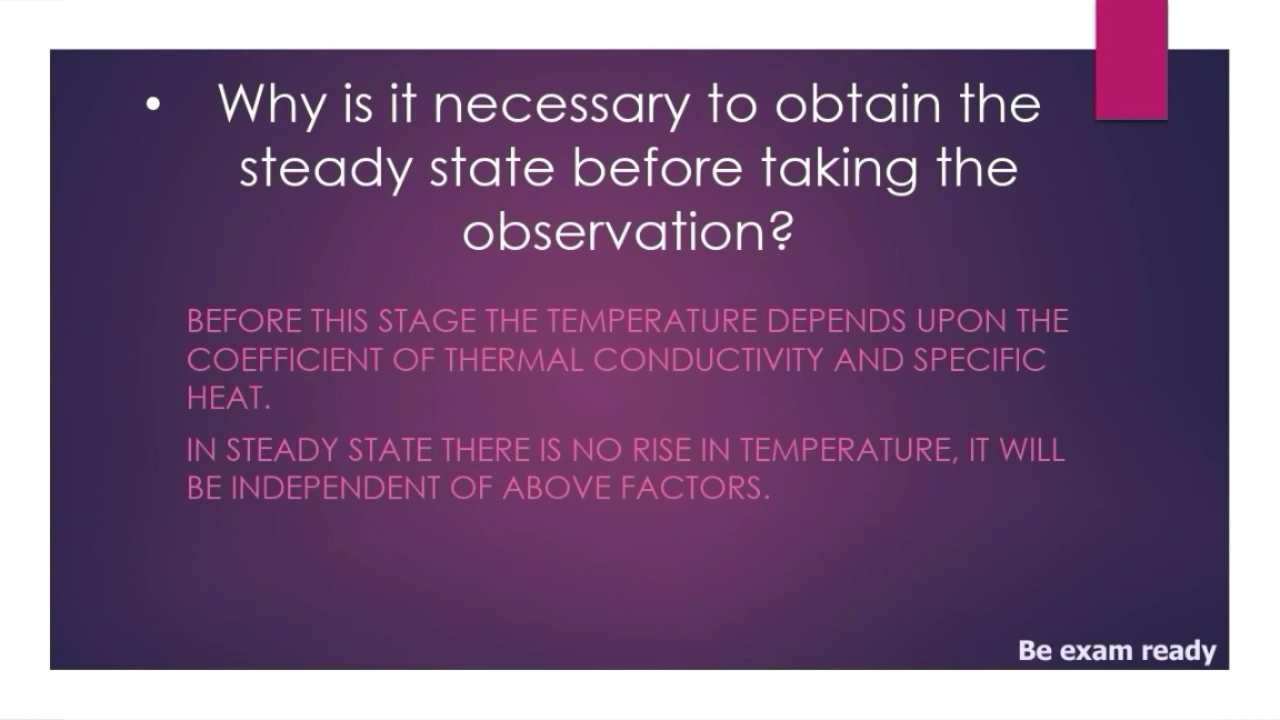 • Why is it necessary to obtain the
steady state before taking the
observation?
BEFORE THIS STAGE THE TEMPERATURE DEPENDS UPON THE
COEFFICIENT OF THERMAL CONDUCTIVITY AND SPECIFIC
HEAT.
IN STEADY STATE THERE IS NO RISE IN TEMPERATURE, IT WILL
BE INDEPENDENT OF ABOVE FACTORS.
Be exam ready